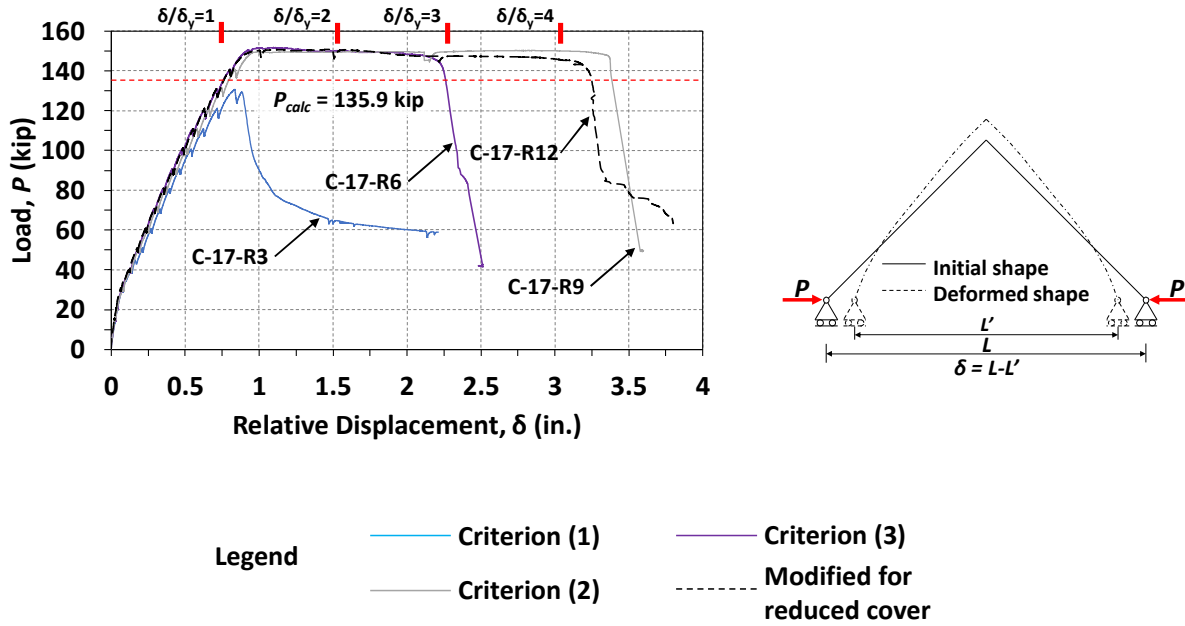 δ/δy=1 δ/δy=2 δ/δy=3 δ/δy=4
160
140
120
100
80
60
40
20
0
Load, P (kip)
Pcalc = 135.9 kip
C-17-R12
C-17-R6
C-17-R3
C-17-R9
0 0.5 1 1.5 2 2.5 3 3.5 4
Relative Displacement, δ (in.)
Initial shape
Deformed shape
P P
L’
L
δ = L-L’
Legend
Criterion (1)
Criterion (3)
Criterion (2)
Modified for
reduced cover